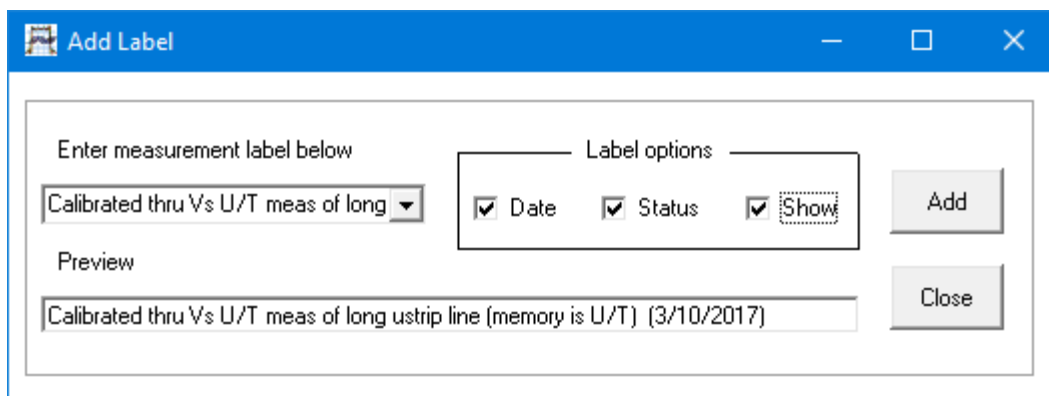 Add Label
Enter measurement label below
Label options
Calibrated thru Vs U/T meas of long
Date
Status
Show
Add
Preview
Calibrated thru Vs U/T meas of long ustrip line (memory is U/T)  (3/10/2017)
Close